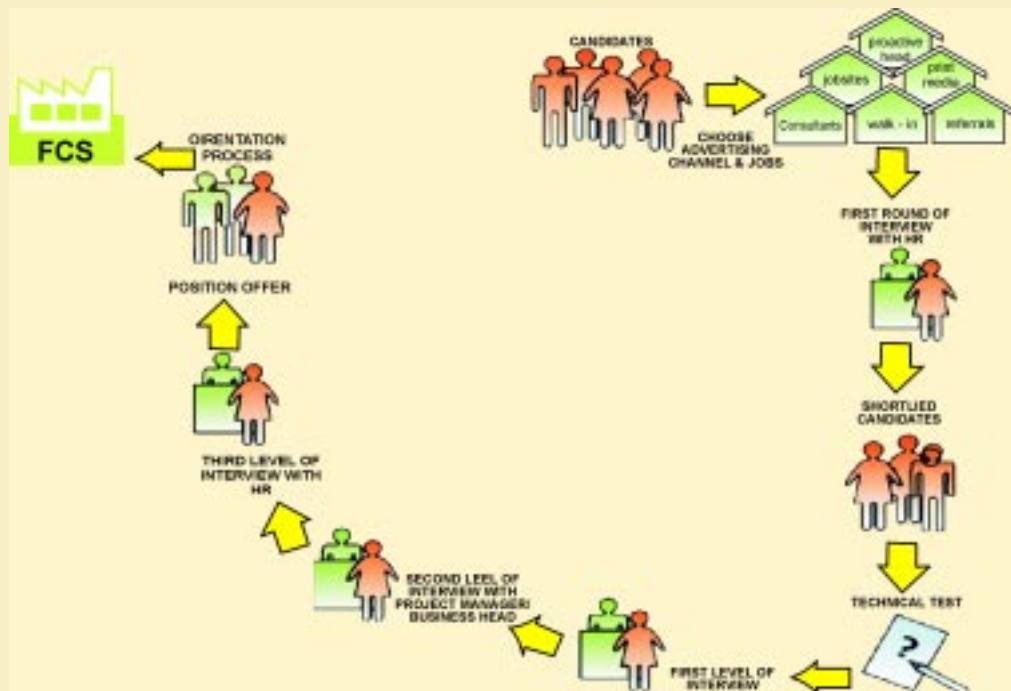 CANDIDATES
CHOOSE
ADVERTISING
CHANNEL & JOBS
proactive
head
jobsites
print
media
Consultants
walk - in
referrals
FIRST ROUND OF
INTERVIEW
WITH HR
SHORTLIED
CANDIDATES
TECHNICAL TEST
?
FIRST LEVEL OF
INTERVIEW
SECOND LEEL OF
INTERVIEW WITH
PROJECT MANAGER/
BUSINESS HEAD
THIRD LEVEL OF
INTERVIEW WITH
HR
POSITION OFFER
OIRENTATION
PROCESS
FCS